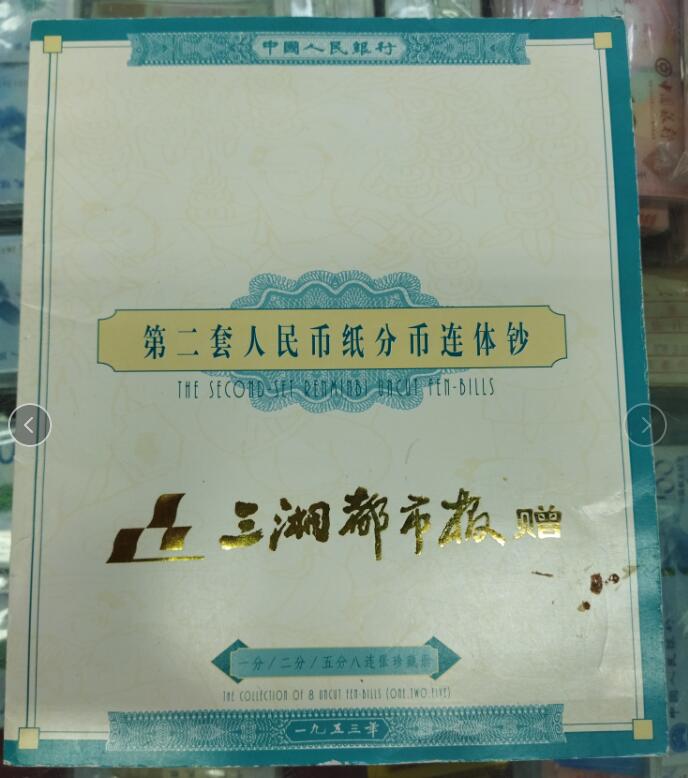 中國人民銀行
第二套人民币纸分币连体钞
THE SECOND-SET RENMINBI UNCUT FEN-BILLS
三湘都市报 赠
一分/二分/五分八连张珍藏册
THE COLLECTION OF 8 UNCUT FEN-BILLS (ONE.TWO.FIVE)
一九五三年